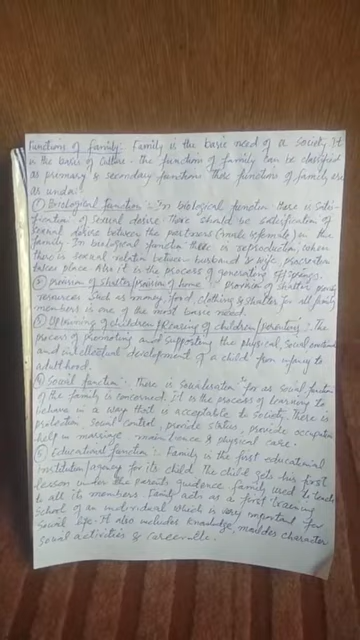 Functions of family: Family is the basic need of a society. It
is the basic of culture. The function of family can be classified
as primary & secondary functions. These functions of family are
as under.
① Biological function: In biological function there is satis-
faction of sexual desire. There should be satisfaction of
sexual desire between the partners (male & female) in the
family. In biological function there is reproduction, when
there is sexual relation between husband & wife procreation
takes place. Also it is the process of generating offsprings.
② provision of shelter/provision of home: provision of shelter,
resources such as money, food, clothing & shelter for all family
members is one of the most basic need.
③ Upbringing of children/Rearing of children/parenting: The
process of promoting and supporting the physical, social emotional
and intellectual development of a child from infancy to
adulthood.
④ Social function: There is socialization for as social function
of the family is concerned. It is the process of learning to
behave in a way that is acceptable to society. There is
protection, social control, provide status, provide occupation
help in marriage, maintenance & physical care.
⑤ Educational function: Family is the first educational
institution/agency for its child. The child gets his first
lesson under the parents guidance family used to teach
to all its members. Family acts as a first learning
school of an individual which is very important for
social life. It also includes knowledge, character
social activities & career etc.